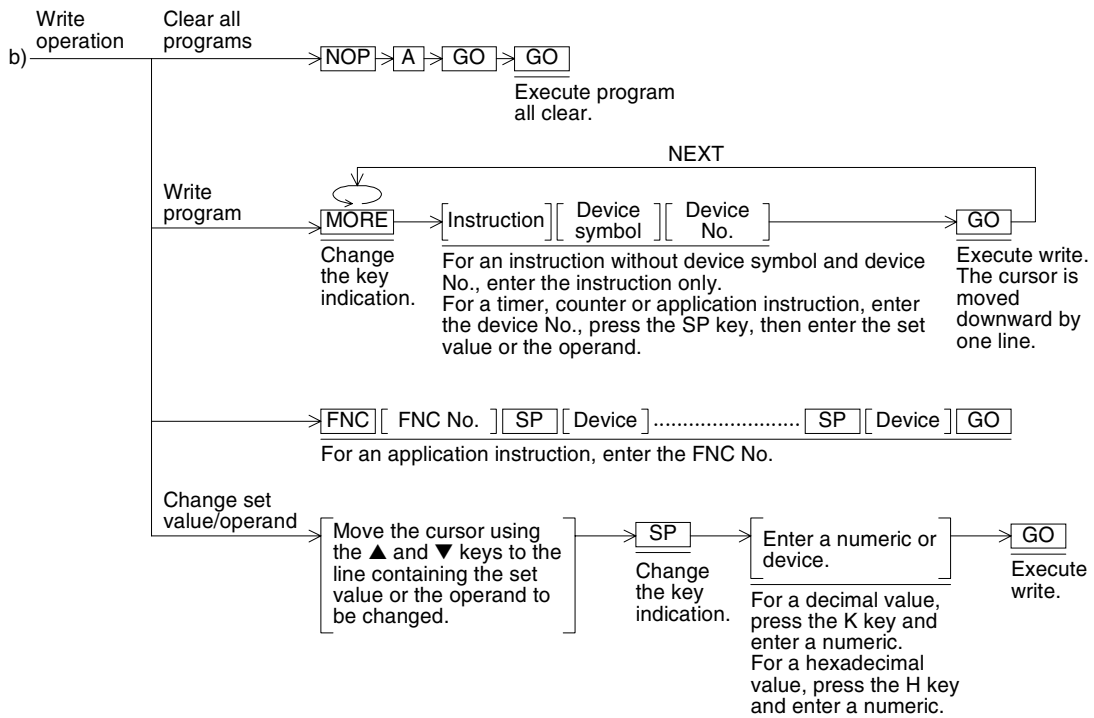 Write
operation
Clear all
programs
b)
NOP A GO GO
Execute program
all clear.
NEXT
Write
program
MORE
Instruction
Device
symbol
Device
No.
GO
Change
the key
indication.
For an instruction without device symbol and device
No., enter the instruction only.
For a timer, counter or application instruction, enter
the device No., press the SP key, then enter the set
value or the operand.
Execute write.
The cursor is
moved
downward by
one line.
FNC [ FNC No. ] SP [ Device ] ......................... SP [ Device ] GO
For an application instruction, enter the FNC No.
Change set
value/operand
Move the cursor using
the ▲ and ▼ keys to the
line containing the set
value or the operand to
be changed.
SP
Change
the key
indication.
Enter a numeric or
device.
For a decimal value,
press the K key and
enter a numeric.
For a hexadecimal
value, press the H key
and enter a numeric.
GO
Execute
write.